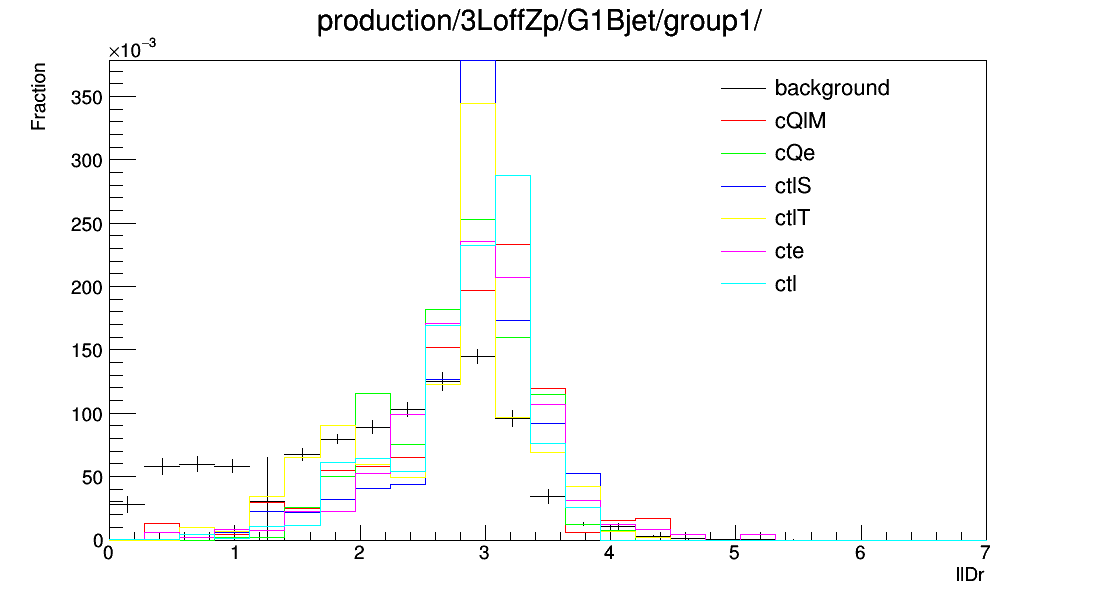 production/3LoffZp/G1Bjet/group1/
×10⁻³
Fraction
350
300
250
200
150
100
50
0
0 1 2 3 4 5 6 7
llDr
background
cQlM
cQe
ctlS
ctlT
cte
ctl